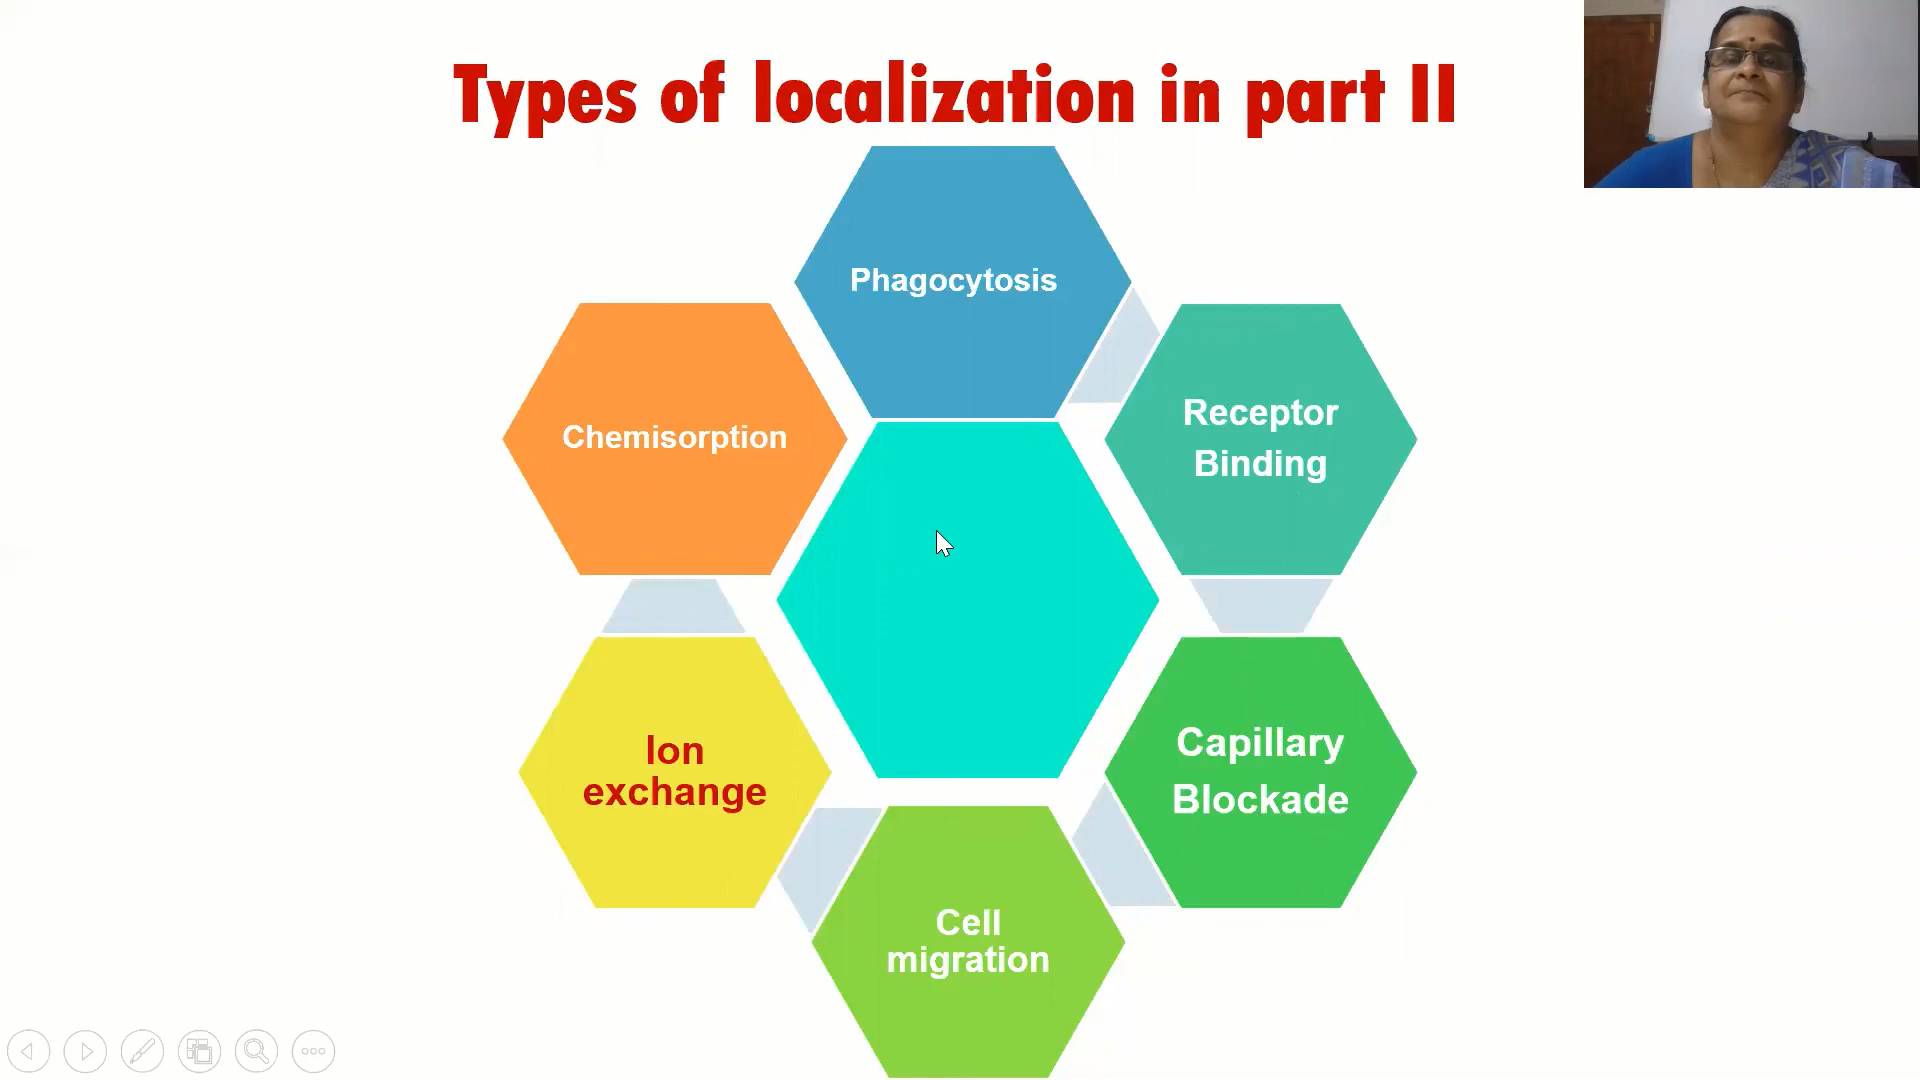 Types of localization in part II
Phagocytosis
Receptor
Binding
Capillary
Blockade
Cell
migration
Ion
exchange
Chemisorption